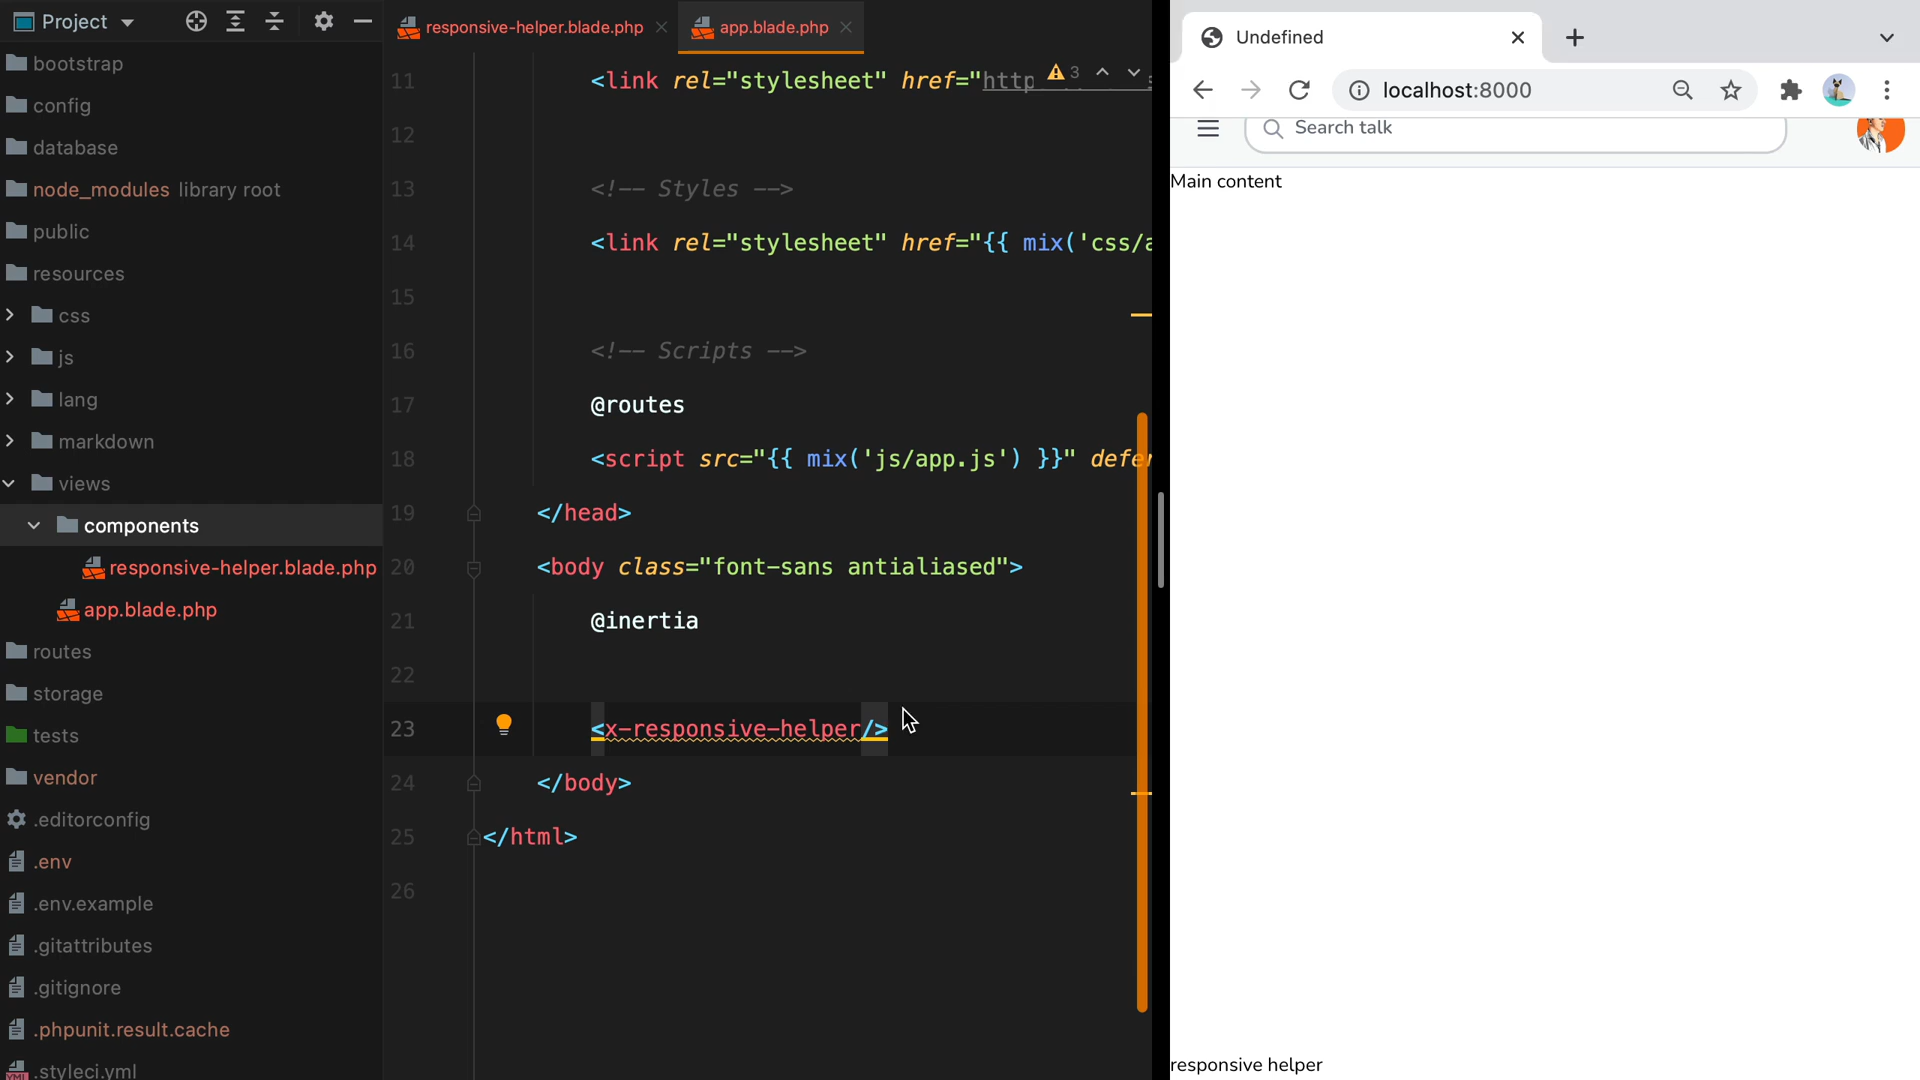 Project
bootstrap
config
database
node_modules library root
public
resources
css
js
lang
markdown
views
components
responsive-helper.blade.php
app.blade.php
routes
storage
tests
vendor
.editorconfig
.env
.env.example
.gitattributes
.gitignore
.phpunit.result.cache
.styleci.yml
responsive-helper.blade.php
app.blade.php
3
11 <link rel="stylesheet" href="http
12
13 <!-- Styles -->
14 <link rel="stylesheet" href="{{ mix('css/a
15
16 <!-- Scripts -->
17 @routes
18 <script src="{{ mix('js/app.js') }}" defer
19 </head>
20 <body class="font-sans antialiased">
21 @inertia
22
23 <x-responsive-helper/>
24 </body>
25 </html>
26
Undefined
localhost:8000
Search talk
Main content
responsive helper